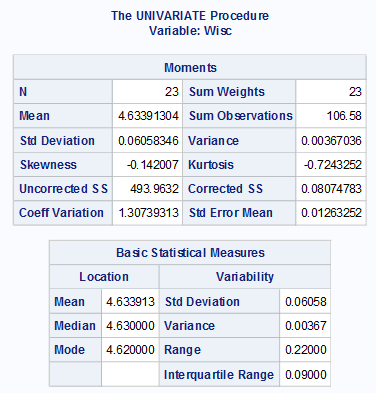 The UNIVARIATE Procedure
Variable: Wisc
Moments
N 23 Sum Weights 23
Mean 4.63391304 Sum Observations 106.58
Std Deviation 0.06058346 Variance 0.00367036
Skewness -0.142007 Kurtosis -0.7243252
Uncorrected SS 493.9632 Corrected SS 0.08074783
Coeff Variation 1.30739313 Std Error Mean 0.01263252
Basic Statistical Measures
Location Variability
Mean 4.633913 Std Deviation 0.06058
Median 4.630000 Variance 0.00367
Mode 4.620000 Range 0.22000
Interquartile Range 0.09000